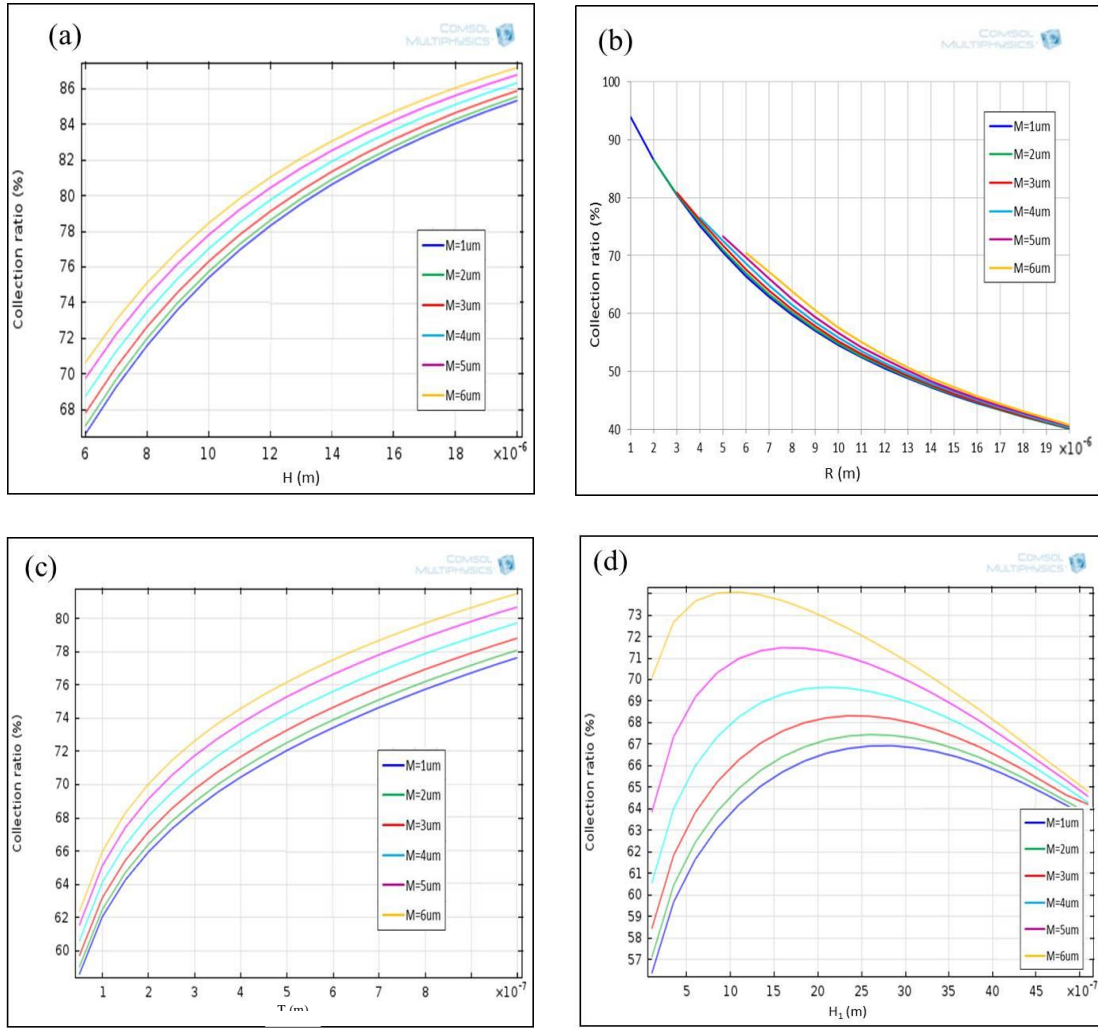 (a)
COMSOL
MULTIPHYSICS
Collection ratio (%)
86
84
82
80
78
76
74
72
70
68
M=1um
M=2um
M=3um
M=4um
M=5um
M=6um
6 8 10 12 14 16 18 ×10⁻⁶
H (m)
(b)
COMSOL
MULTIPHYSICS
Collection ratio (%)
100
90
80
70
60
50
40
M=1um
M=2um
M=3um
M=4um
M=5um
M=6um
1 2 3 4 5 6 7 8 9 10 11 12 13 14 15 16 17 18 19 ×10⁻⁶
R (m)
(c)
COMSOL
MULTIPHYSICS
Collection ratio (%)
80
78
76
74
72
70
68
66
64
62
60
M=1um
M=2um
M=3um
M=4um
M=5um
M=6um
1 2 3 4 5 6 7 8 ×10⁻⁷
T (m)
(d)
COMSOL
MULTIPHYSICS
Collection ratio (%)
73
72
71
70
69
68
67
66
65
64
63
62
61
60
59
58
57
M=1um
M=2um
M=3um
M=4um
M=5um
M=6um
5 10 15 20 25 30 35 40 45 ×10⁻⁷
H₁ (m)